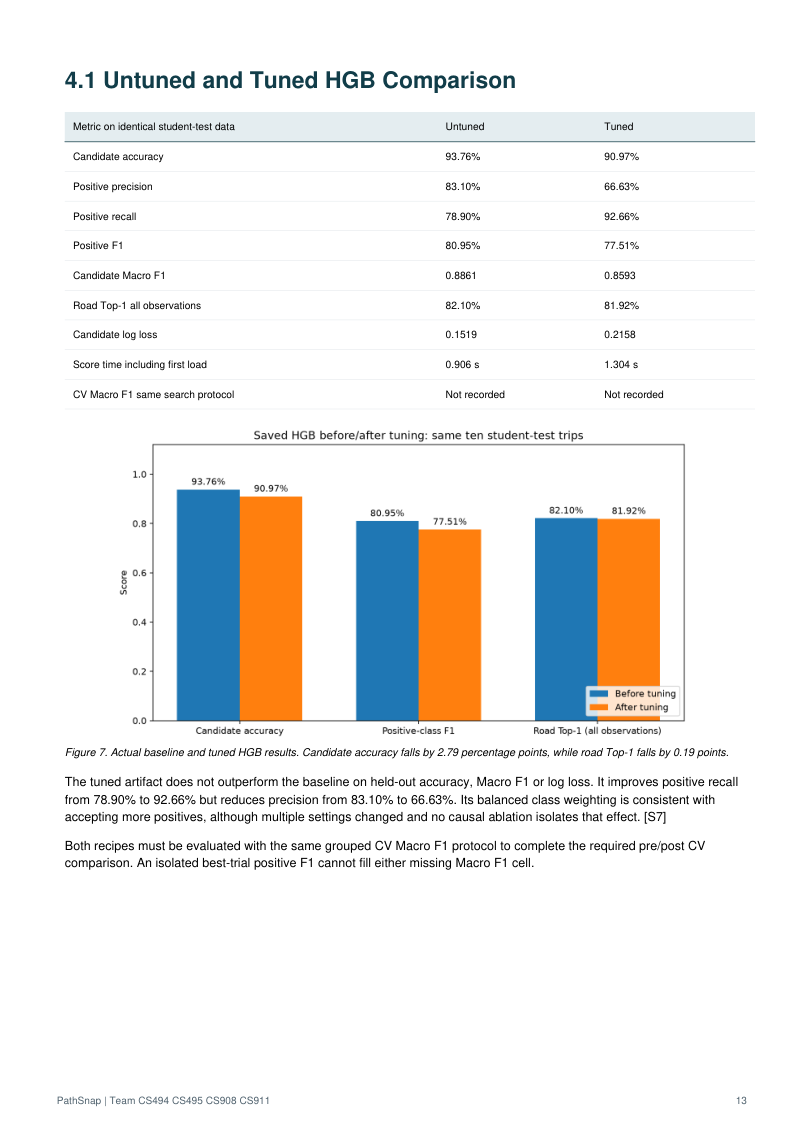 4.1 Untuned and Tuned HGB Comparison
Metric on identical student-test data Untuned Tuned
Candidate accuracy 93.76% 90.97%
Positive precision 83.10% 66.63%
Positive recall 78.90% 92.66%
Positive F1 80.95% 77.51%
Candidate Macro F1 0.8861 0.8593
Road Top-1 all observations 82.10% 81.92%
Candidate log loss 0.1519 0.2158
Score time including first load 0.906 s 1.304 s
CV Macro F1 same search protocol Not recorded Not recorded
Saved HGB before/after tuning: same ten student-test trips
1.0
0.8
0.6
0.4
0.2
0.0
Score
93.76%
90.97%
80.95%
77.51%
82.10%
81.92%
Before tuning
After tuning
Candidate accuracy
Positive-class F1
Road Top-1 (all observations)
Figure 7. Actual baseline and tuned HGB results. Candidate accuracy falls by 2.79 percentage points, while road Top-1 falls by 0.19 points.
The tuned artifact does not outperform the baseline on held-out accuracy, Macro F1 or log loss. It improves positive recall
from 78.90% to 92.66% but reduces precision from 83.10% to 66.63%. Its balanced class weighting is consistent with
accepting more positives, although multiple settings changed and no causal ablation isolates that effect. [S7]
Both recipes must be evaluated with the same grouped CV Macro F1 protocol to complete the required pre/post CV
comparison. An isolated best-trial positive F1 cannot fill either missing Macro F1 cell.
PathSnap | Team CS494 CS495 CS908 CS911 13